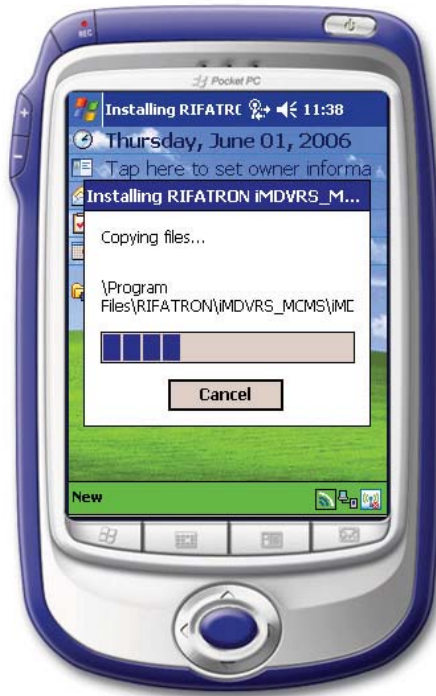 REC
Pocket PC
Installing RIFATRC 11:38
Thursday, June 01, 2006
Tap here to set owner informa
Installing RIFATRON iMDVRS_M...
Copying files...
\Program
Files\RIFATRON\iMDVRS_MCMS\iME
Cancel
New